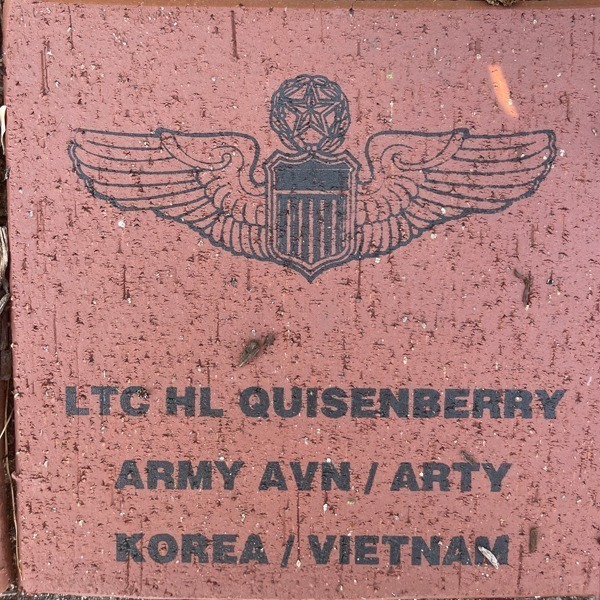 LTC HL QUISENBERRY
ARMY AVN / ARTY
KOREA / VIETNAM